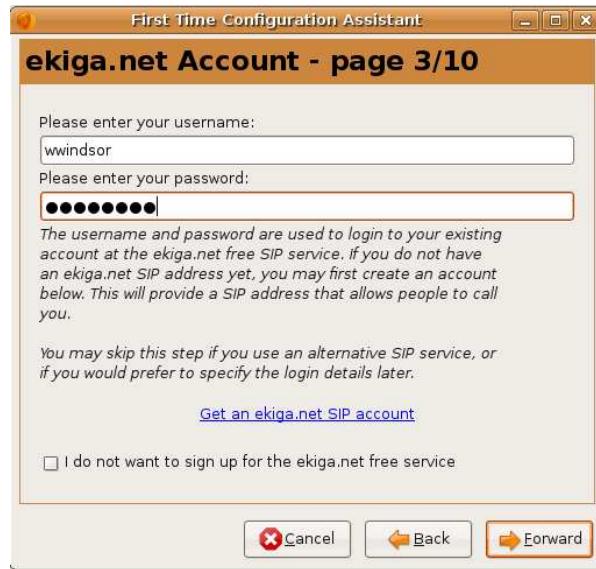 First Time Configuration Assistant
ekiga.net Account - page 3/10
Please enter your username:
wwindsor
Please enter your password:
●●●●●●●●
The username and password are used to login to your existing
account at the ekiga.net free SIP service. If you do not have
an ekiga.net SIP address yet, you may first create an account
below. This will provide a SIP address that allows people to call
you.
You may skip this step if you use an alternative SIP service, or
if you would prefer to specify the login details later.
Get an ekiga.net SIP account
I do not want to sign up for the ekiga.net free service
Cancel Back Forward